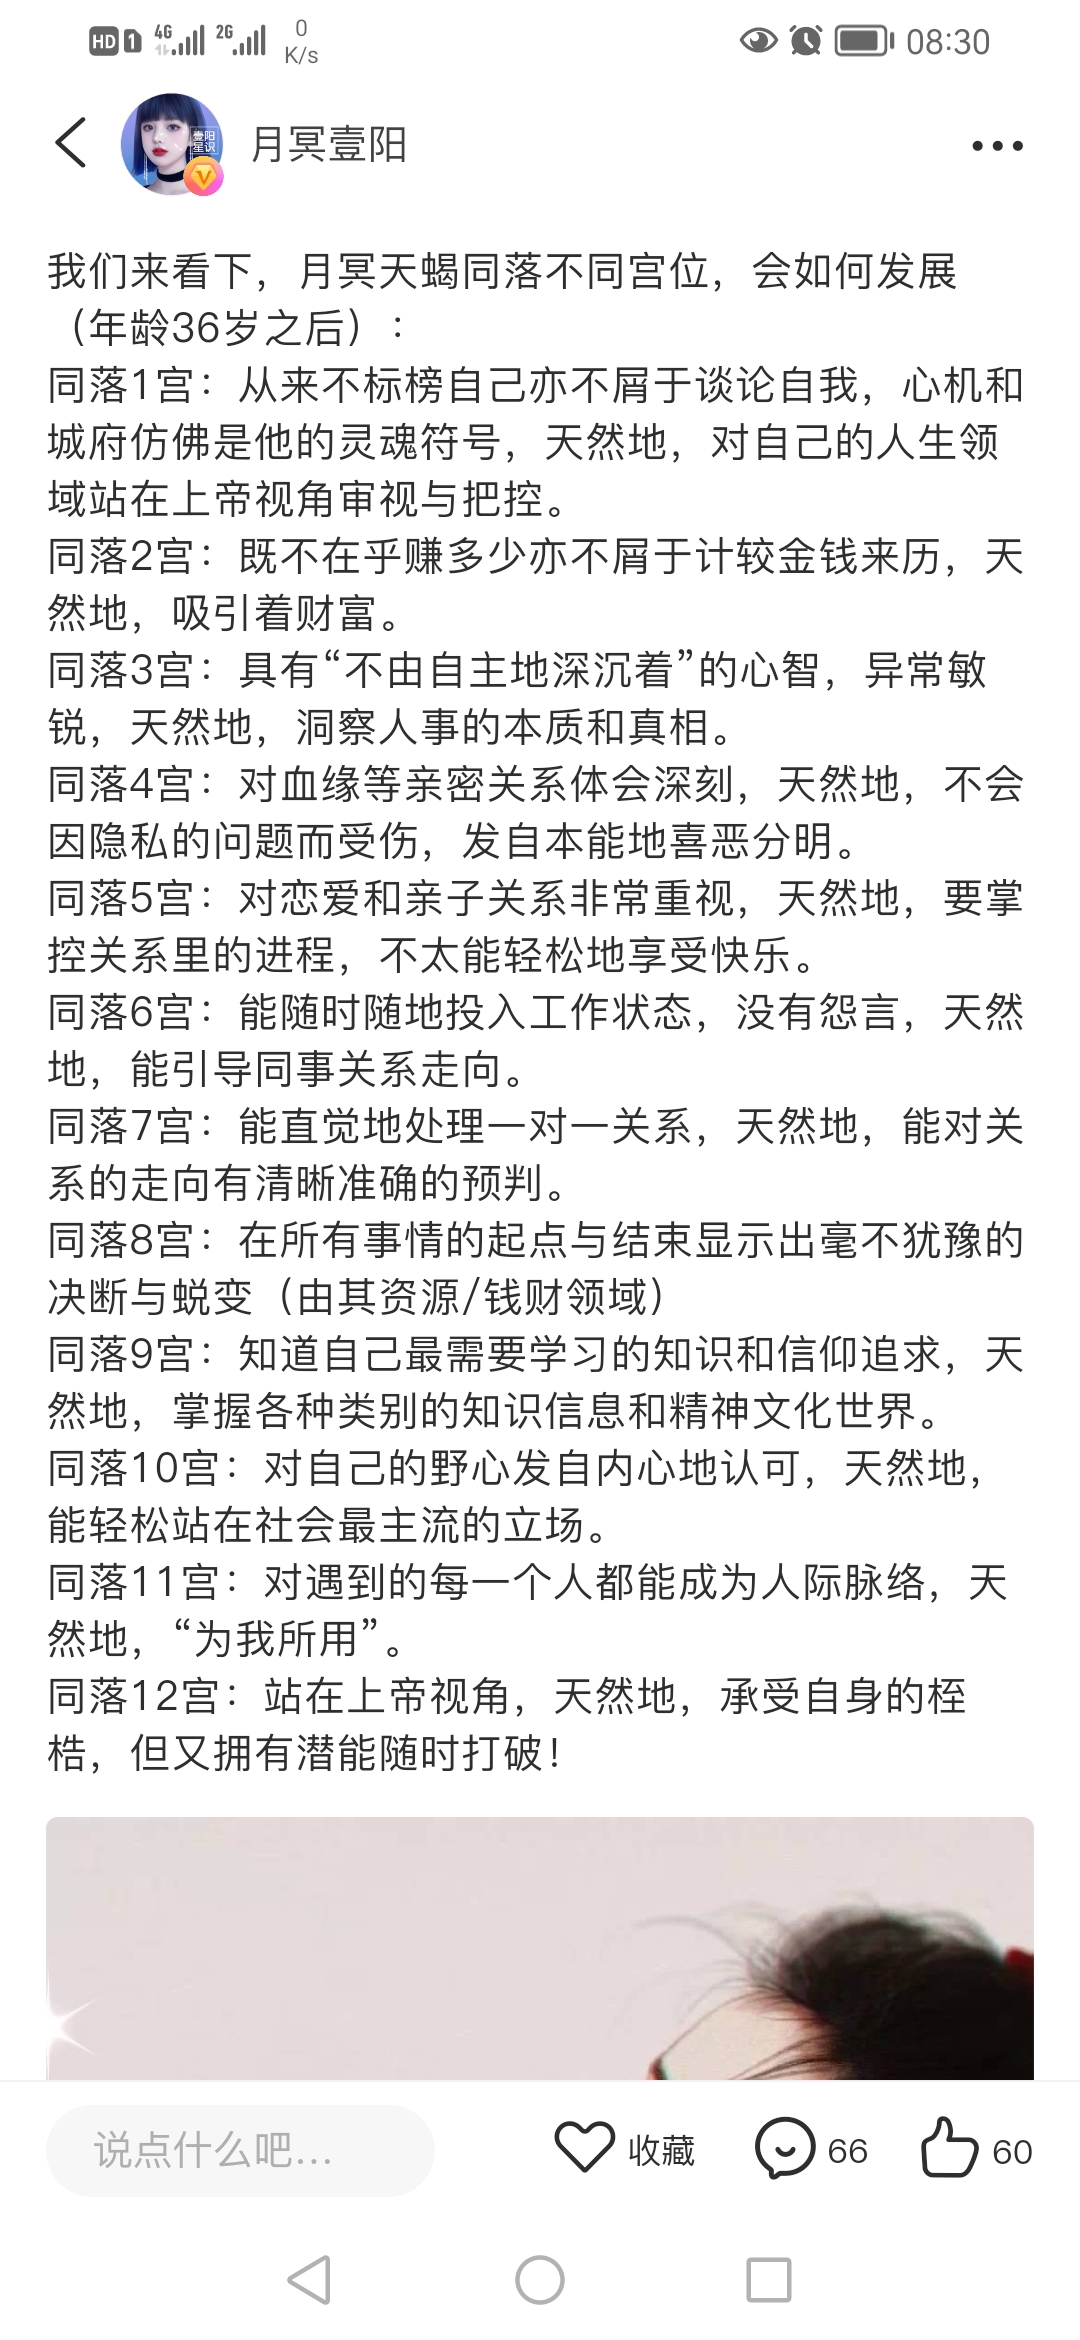 HD 1 4G 2G 0 K/s 08:30
壹阳
星识
月冥壹阳
我们来看下，月冥天蝎同落不同宫位，会如何发展
（年龄36岁之后）：
同落1宫：从来不标榜自己亦不屑于谈论自我，心机和
城府仿佛是他的灵魂符号，天然地，对自己的人生领
域站在上帝视角审视与把控。
同落2宫：既不在乎赚多少亦不屑于计较金钱来历，天
然地，吸引着财富。
同落3宫：具有“不由自主地深沉着”的心智，异常敏
锐，天然地，洞察人事的本质和真相。
同落4宫：对血缘等亲密关系体会深刻，天然地，不会
因隐私的问题而受伤，发自本能地喜恶分明。
同落5宫：对恋爱和亲子关系非常重视，天然地，要掌
控关系里的进程，不太能轻松地享受快乐。
同落6宫：能随时随地投入工作状态，没有怨言，天然
地，能引导同事关系走向。
同落7宫：能直觉地处理一对一关系，天然地，能对关
系的走向有清晰准确的预判。
同落8宫：在所有事情的起点与结束显示出毫不犹豫的
决断与蜕变（由其资源/钱财领域）
同落9宫：知道自己最需要学习的知识和信仰追求，天
然地，掌握各种类别的知识信息和精神文化世界。
同落10宫：对自己的野心发自内心地认可，天然地，
能轻松站在社会最主流的立场。
同落11宫：对遇到的每一个人都能成为人际脉络，天
然地，“为我所用”。
同落12宫：站在上帝视角，天然地，承受自身的桎
梏，但又拥有潜能随时打破！
说点什么吧... 收藏 66 60